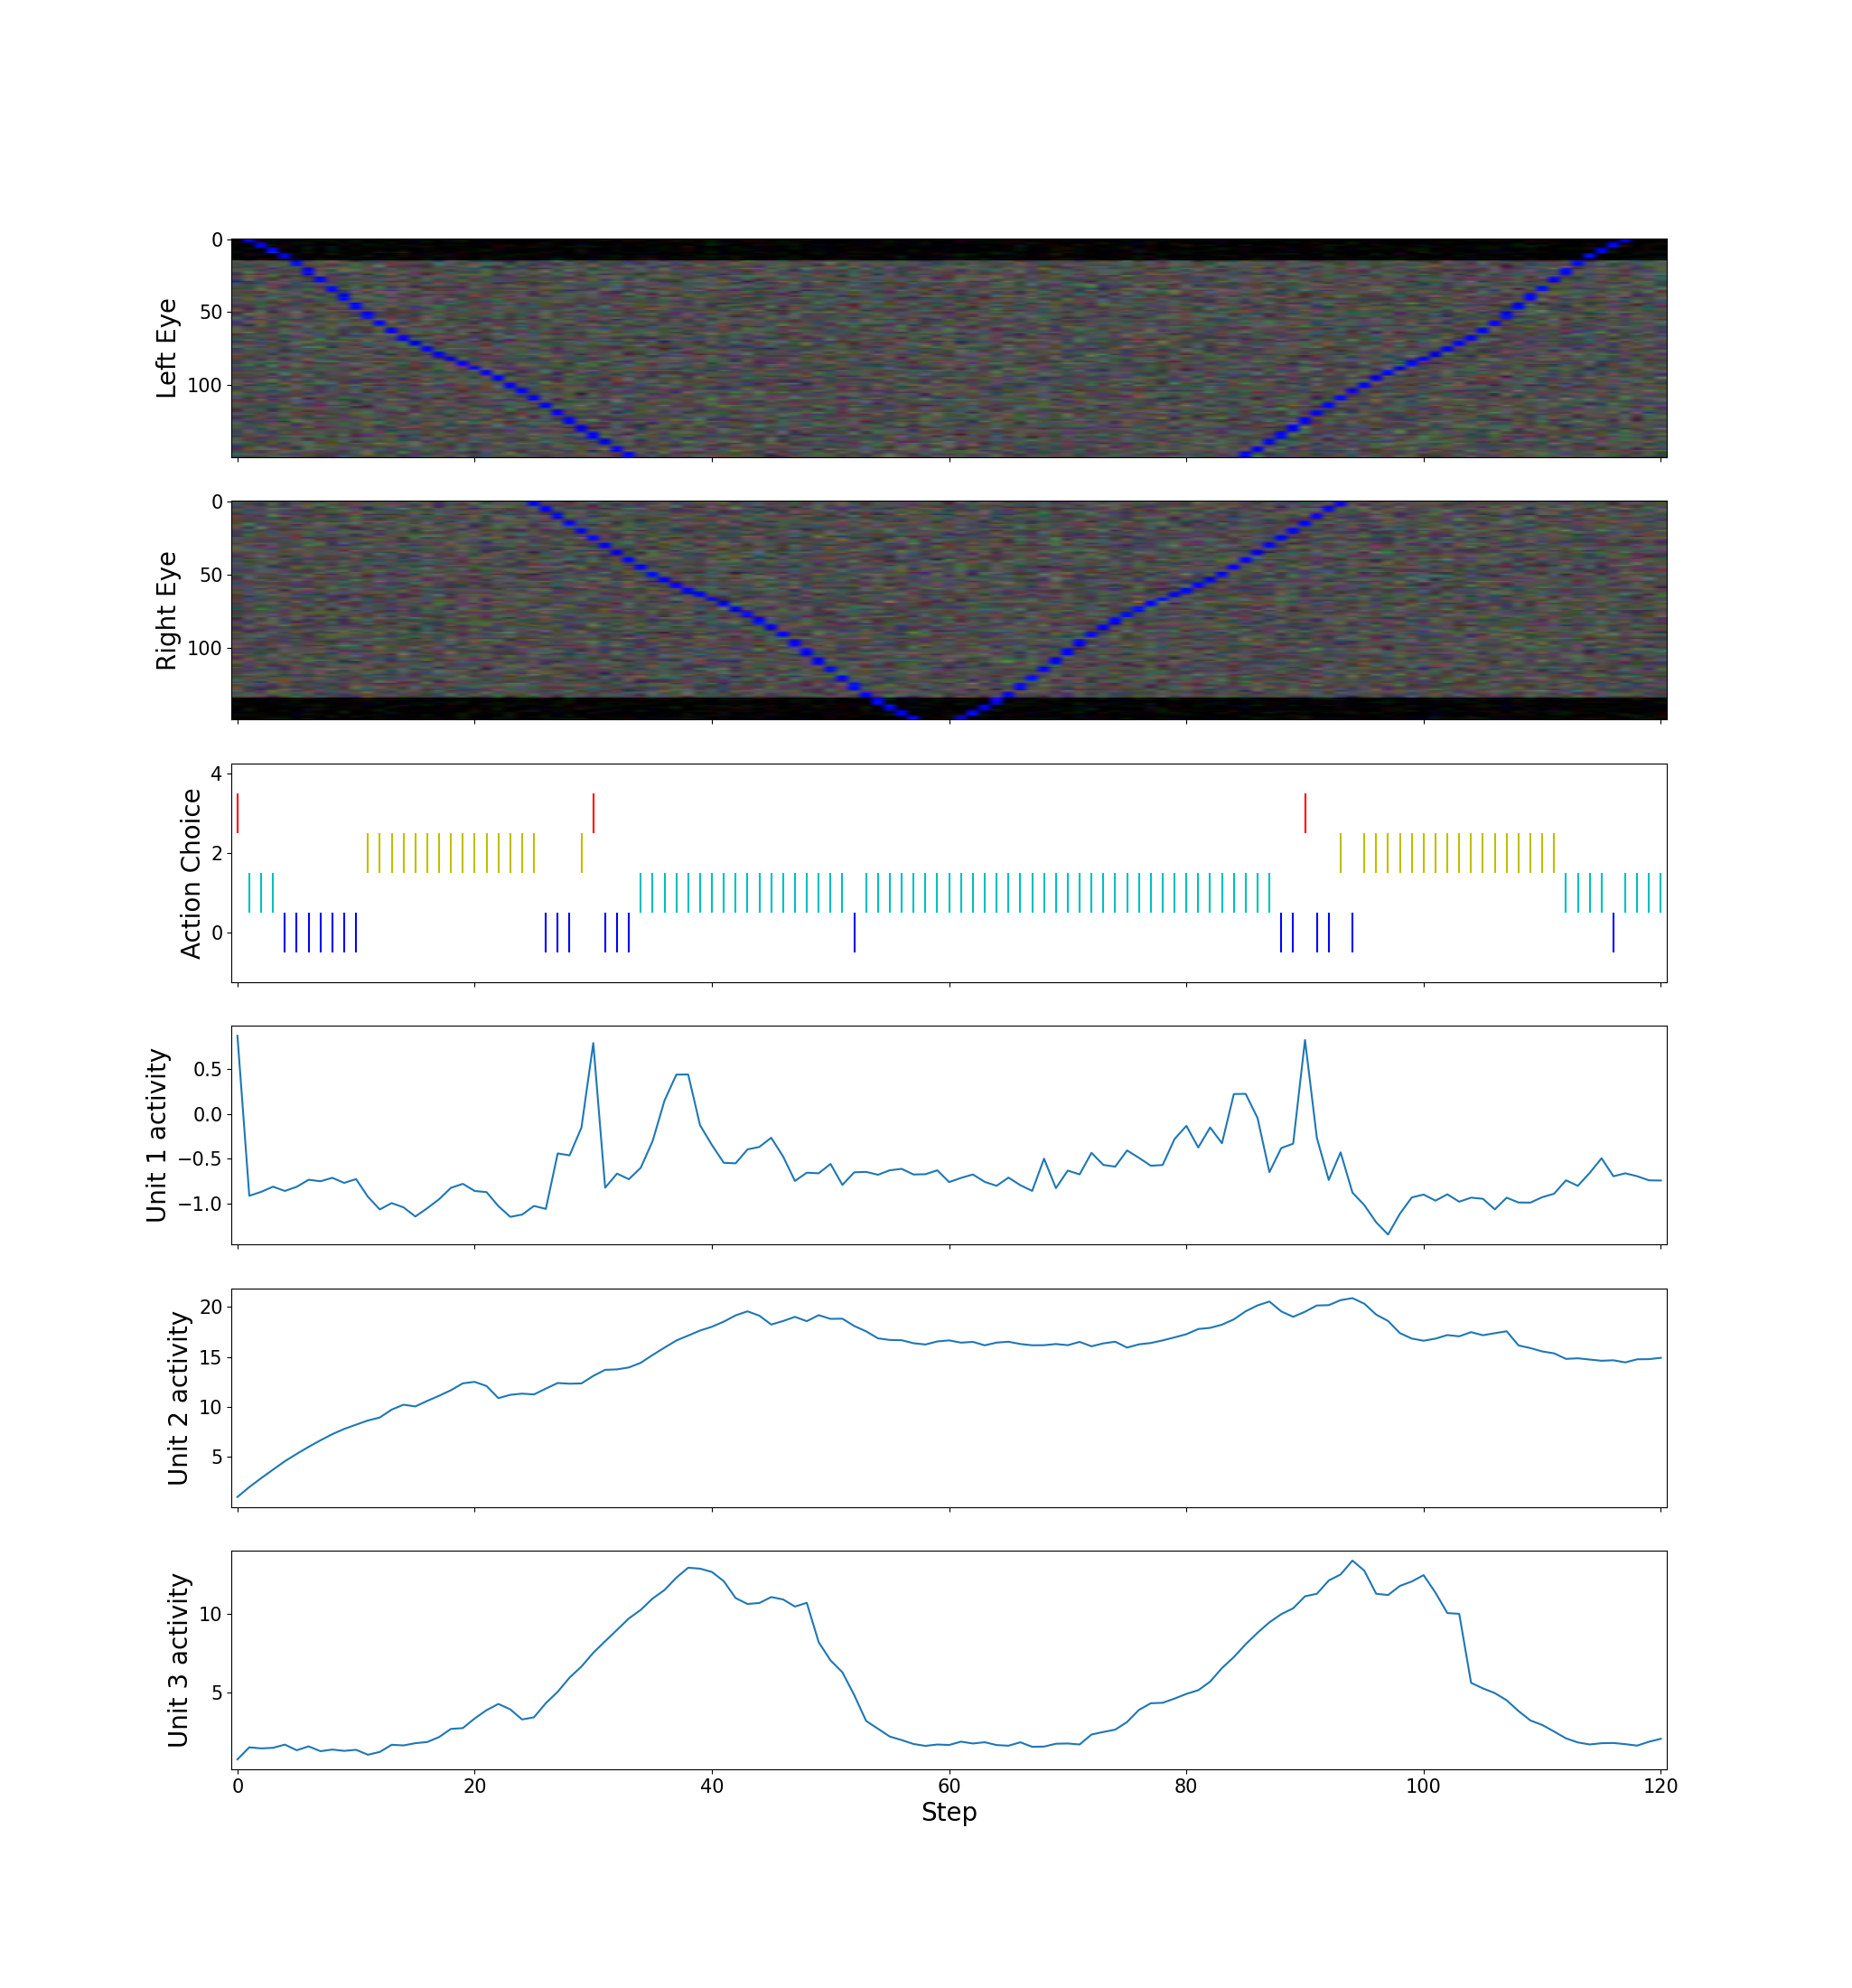 Left Eye
0
50
100
Right Eye
0
50
100
Action Choice
4
2
0
Unit 1 activity
0.5
0.0
−0.5
−1.0
Unit 2 activity
20
15
10
5
Unit 3 activity
10
5
0 20 40 60 80 100 120
Step